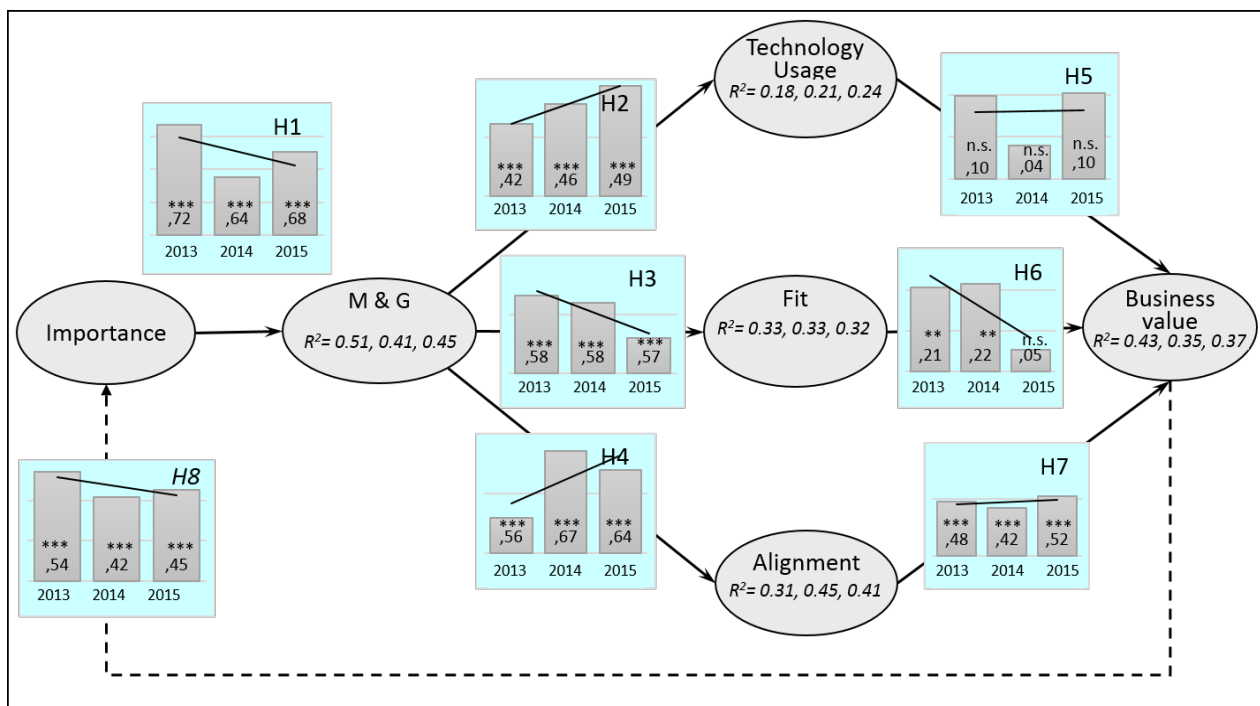 Technology
Usage
R²= 0.18, 0.21, 0.24
H1
***
,72
***
,64
***
,68
2013
2014
2015
H2
***
,42
***
,46
***
,49
2013
2014
2015
H5
n.s.
,10
n.s.
,04
n.s.
,10
2013
2014
2015
Importance
M & G
R²= 0.51, 0.41, 0.45
H3
***
,58
***
,58
***
,57
2013
2014
2015
Fit
R²= 0.33, 0.33, 0.32
H6
**
,21
**
,22
n.s.
,05
2013
2014
2015
Business
value
R²= 0.43, 0.35, 0.37
H8
***
,54
***
,42
***
,45
2013
2014
2015
H4
***
,56
***
,67
***
,64
2013
2014
2015
Alignment
R²= 0.31, 0.45, 0.41
H7
***
,48
***
,42
***
,52
2013
2014
2015